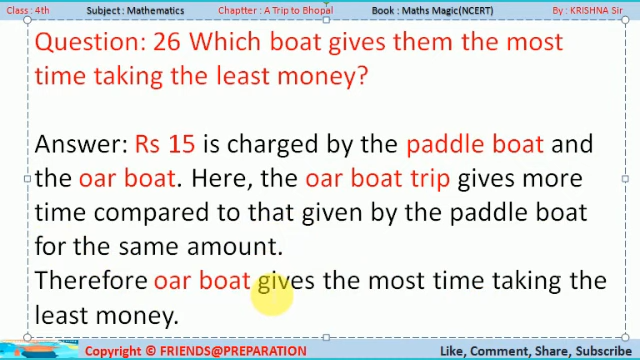 Class : 4th Subject : Mathematics Chaptter : A Trip to Bhopal Book : Maths Magic(NCERT) By : KRISHNA Sir
Question: 26 Which boat gives them the most
time taking the least money?
Answer: Rs 15 is charged by the paddle boat and
the oar boat. Here, the oar boat trip gives more
time compared to that given by the paddle boat
for the same amount.
Therefore oar boat gives the most time taking the
least money.
Copyright © FRIENDS@PREPARATION Like, Comment, Share, Subscribe